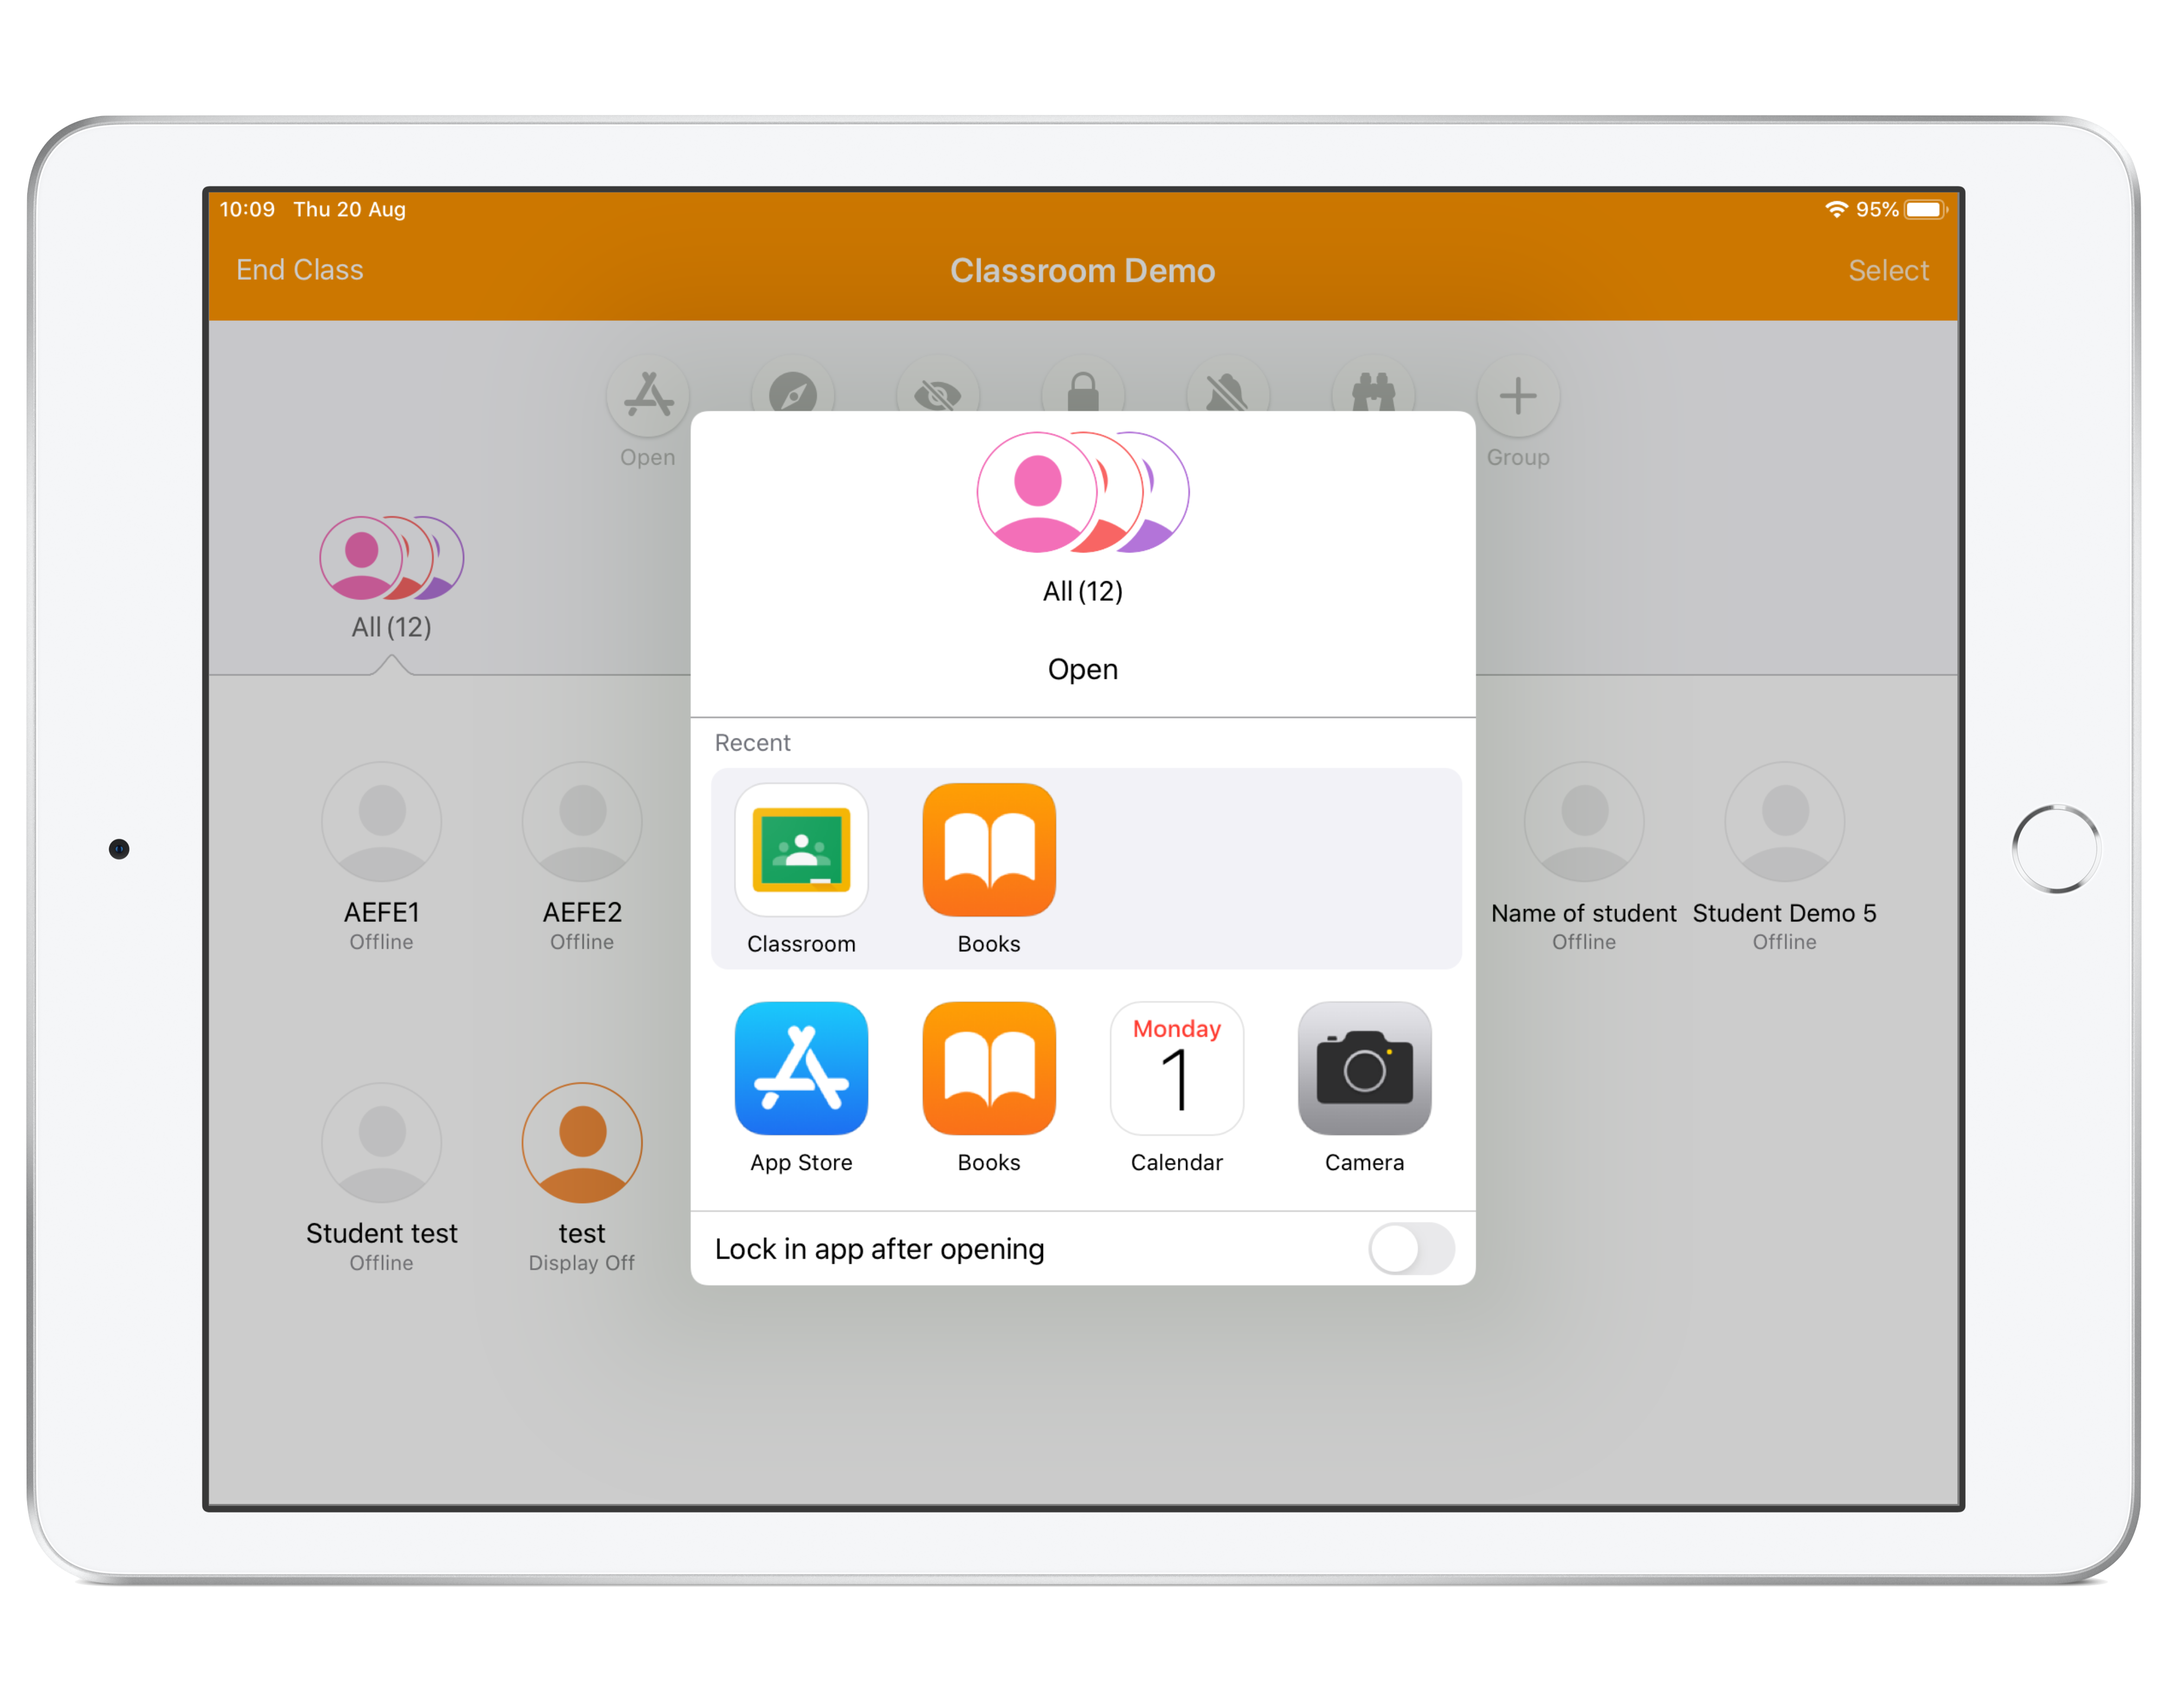 10:09 Thu 20 Aug
95%
End Class
Classroom Demo
Select
Open
Group
All (12)
All (12)
Open
Recent
Classroom
Books
App Store
Books
Monday
1
Calendar
Camera
Lock in app after opening
AEFE1
Offline
AEFE2
Offline
Name of student
Offline
Student Demo 5
Offline
Student test
Offline
test
Display Off